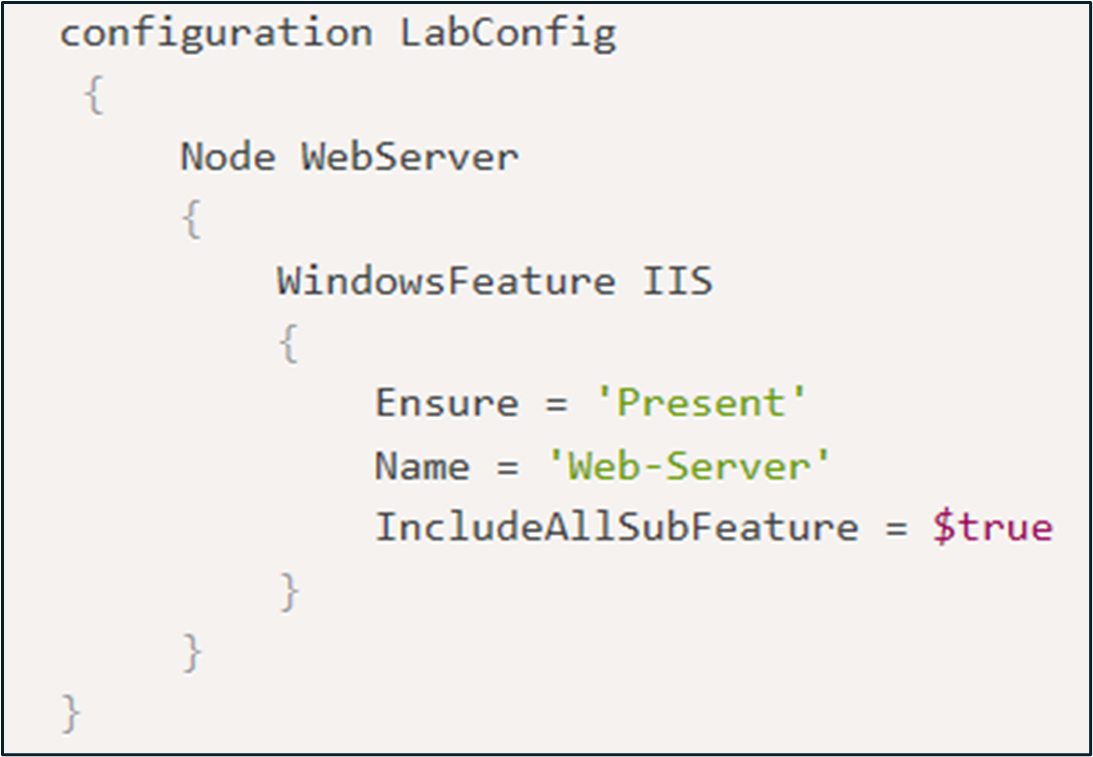 configuration LabConfig
{
Node WebServer
{
WindowsFeature IIS
{
Ensure = 'Present'
Name = 'Web-Server'
IncludeAllSubFeature = $true
}
}
}